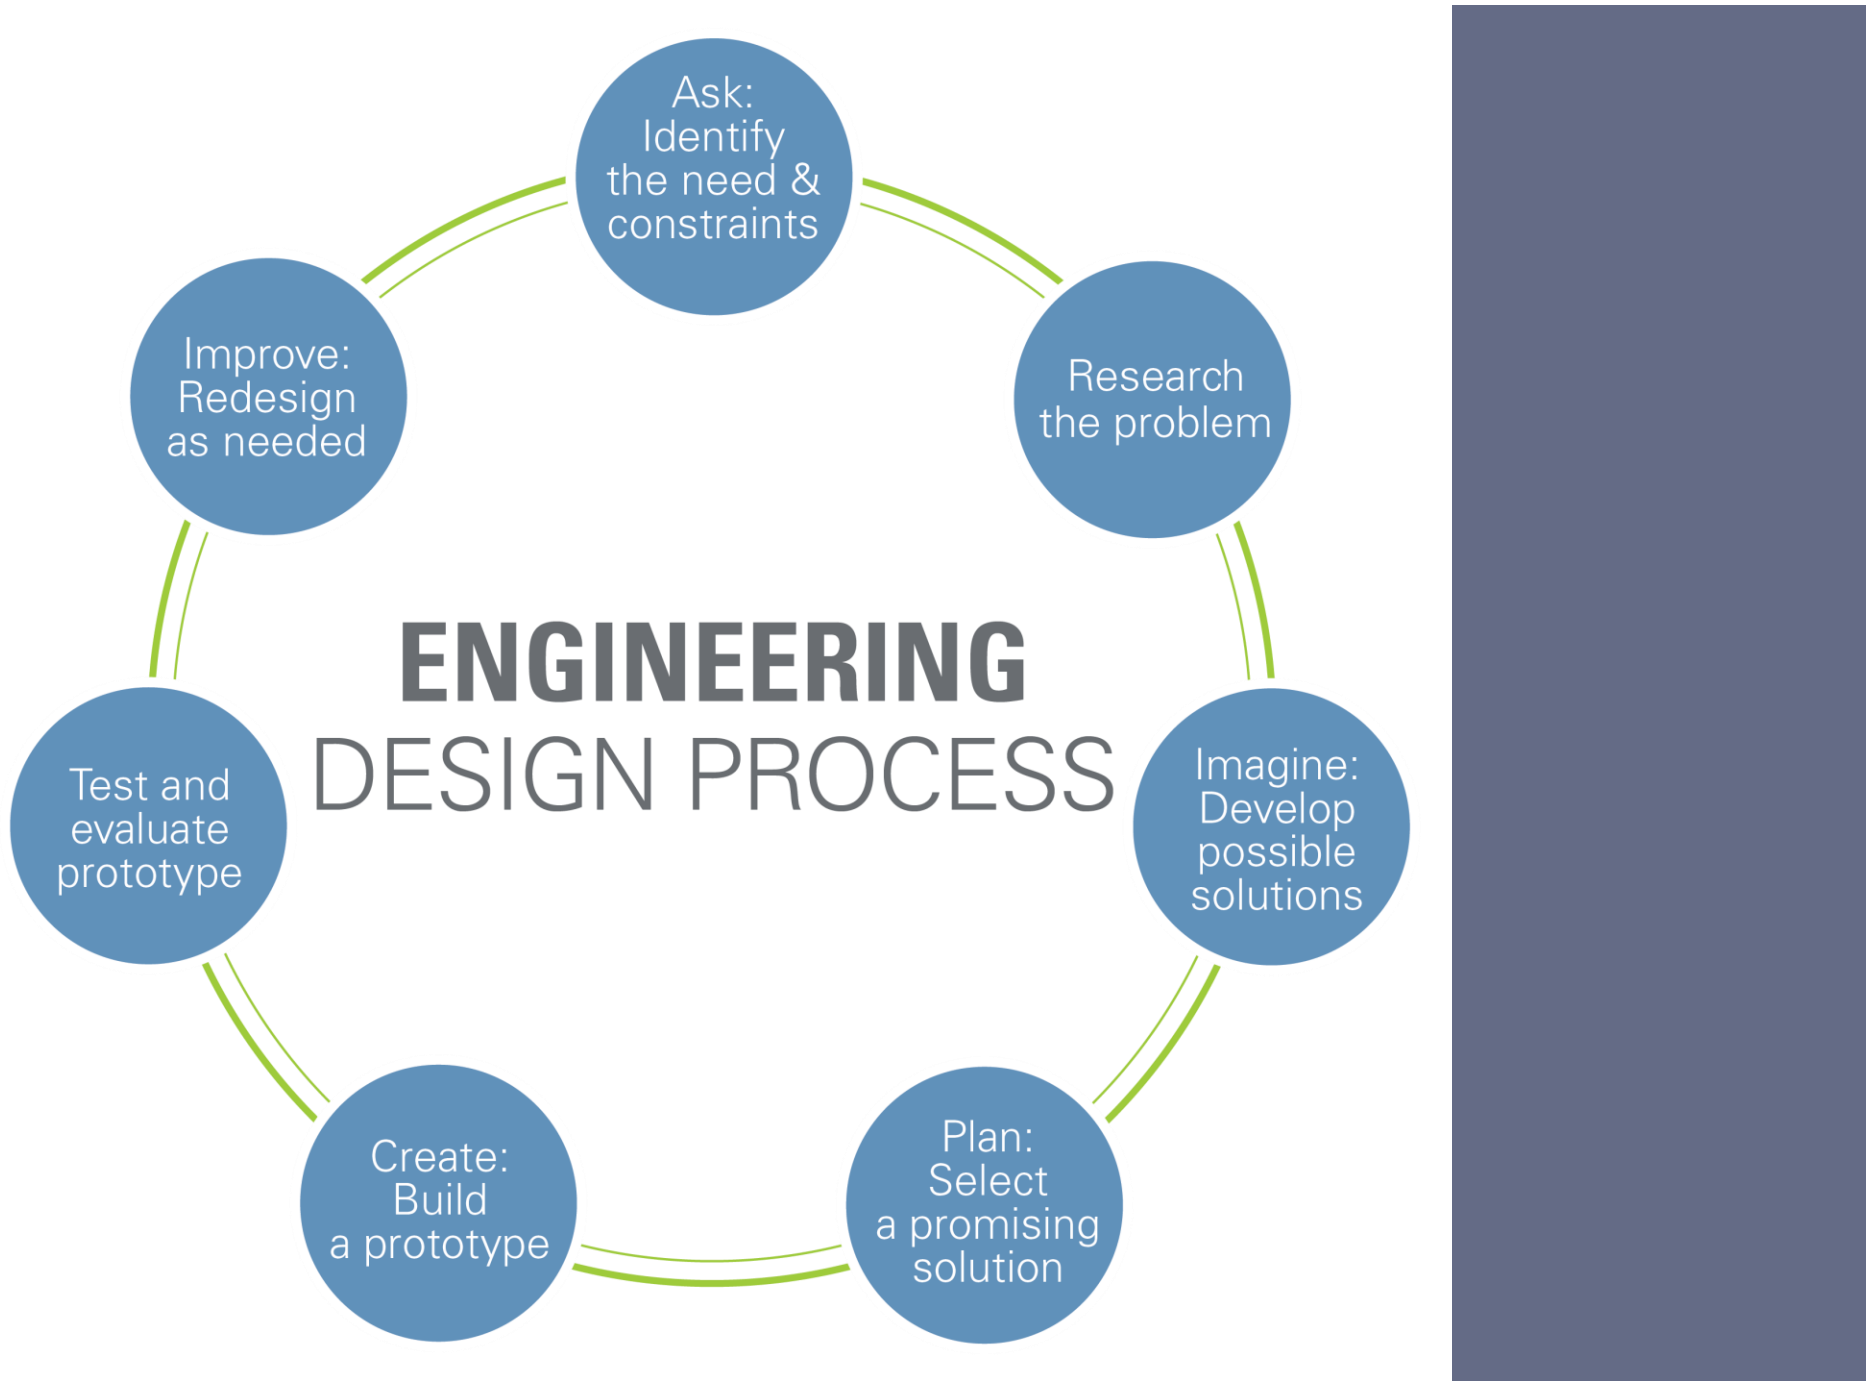 Ask:
Identify
the need &
constraints
Research
the problem
Imagine:
Develop
possible
solutions
Plan:
Select
a promising
solution
Create:
Build
a prototype
Test and
evaluate
prototype
Improve:
Redesign
as needed
ENGINEERING
DESIGN PROCESS